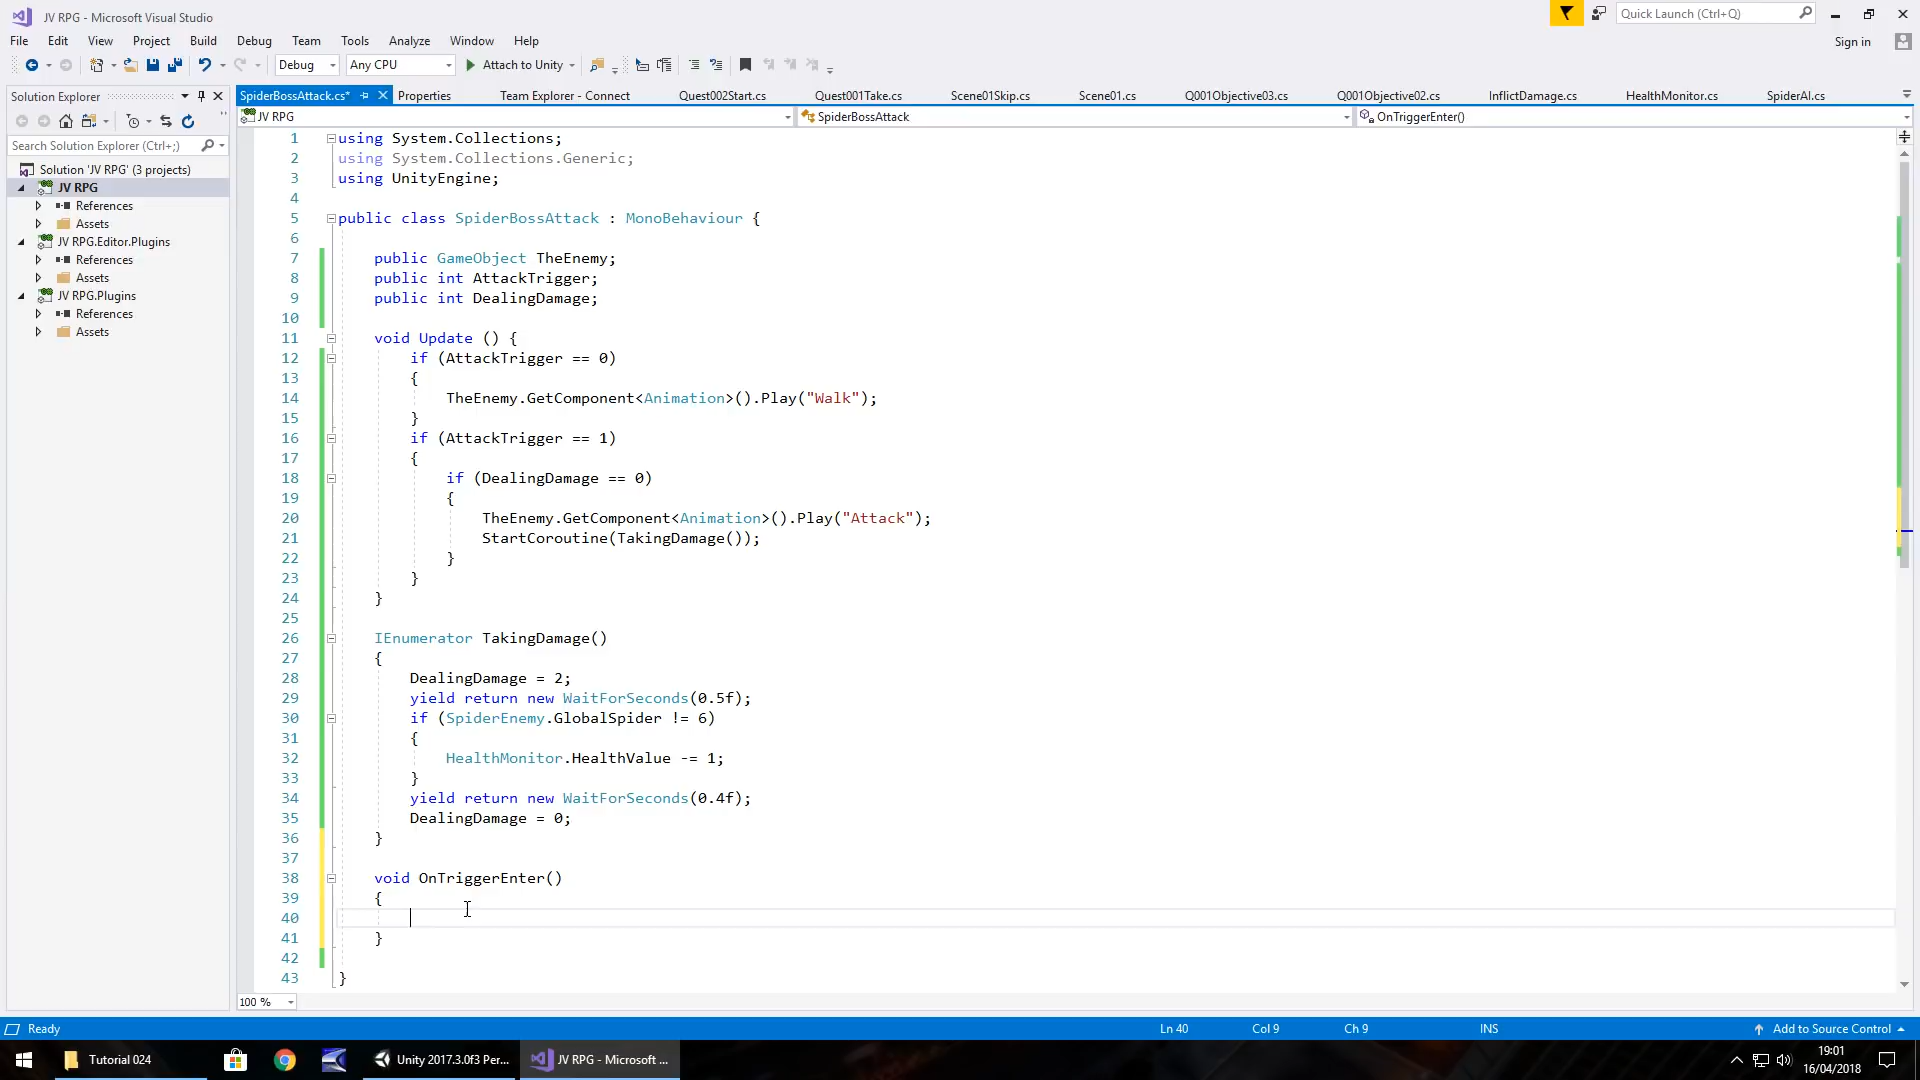 JV RPG - Microsoft Visual Studio
Quick Launch (Ctrl+Q)
File Edit View Project Build Debug Team Tools Analyze Window Help
Sign in
Debug Any CPU Attach to Unity
Solution Explorer
SpiderBossAttack.cs* Properties Team Explorer - Connect Quest002Start.cs Quest001Take.cs Scene01Skip.cs Scene01.cs Q001Objective03.cs Q001Objective02.cs InflictDamage.cs HealthMonitor.cs SpiderAI.cs
JV RPG SpiderBossAttack OnTriggerEnter()
Search Solution Explorer (Ctrl+;)
Solution 'JV RPG' (3 projects)
JV RPG
References
Assets
JV RPG.Editor.Plugins
References
Assets
JV RPG.Plugins
References
Assets
1 using System.Collections;
2 using System.Collections.Generic;
3 using UnityEngine;
4
5 public class SpiderBossAttack : MonoBehaviour {
6
7 public GameObject TheEnemy;
8 public int AttackTrigger;
9 public int DealingDamage;
10
11 void Update () {
12 if (AttackTrigger == 0)
13 {
14 TheEnemy.GetComponent<Animation>().Play("Walk");
15 }
16 if (AttackTrigger == 1)
17 {
18 if (DealingDamage == 0)
19 {
20 TheEnemy.GetComponent<Animation>().Play("Attack");
21 StartCoroutine(TakingDamage());
22 }
23 }
24 }
25
26 IEnumerator TakingDamage()
27 {
28 DealingDamage = 2;
29 yield return new WaitForSeconds(0.5f);
30 if (SpiderEnemy.GlobalSpider != 6)
31 {
32 HealthMonitor.HealthValue -= 1;
33 }
34 yield return new WaitForSeconds(0.4f);
35 DealingDamage = 0;
36 }
37
38 void OnTriggerEnter()
39 {
40
41 }
42
43 }
100 %
Ready Ln 40 Col 9 Ch 9 INS Add to Source Control
Tutorial 024 Unity 2017.3.0f3 Per... JV RPG - Microsoft ...
19:01
16/04/2018